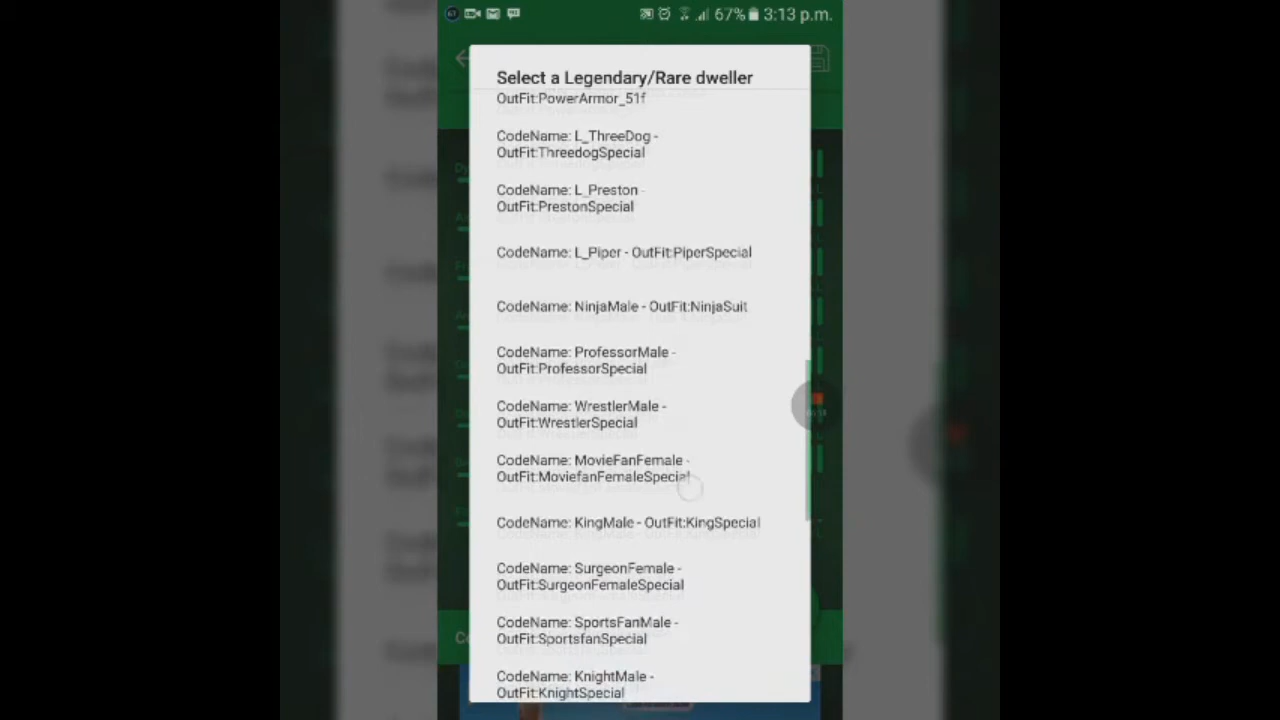 67% 3:13 p.m.
Select a Legendary/Rare dweller
OutFit:PowerArmor_51f
CodeName: L_ThreeDog -
OutFit:ThreedogSpecial
CodeName: L_Preston -
OutFit:PrestonSpecial
CodeName: L_Piper - OutFit:PiperSpecial
CodeName: NinjaMale - OutFit:NinjaSuit
CodeName: ProfessorMale -
OutFit:ProfessorSpecial
CodeName: WrestlerMale -
OutFit:WrestlerSpecial
CodeName: MovieFanFemale -
OutFit:MoviefanFemaleSpecial
CodeName: KingMale - OutFit:KingSpecial
CodeName: SurgeonFemale -
OutFit:SurgeonFemaleSpecial
CodeName: SportsFanMale -
OutFit:SportsfanSpecial
CodeName: KnightMale -
OutFit:KnightSpecial